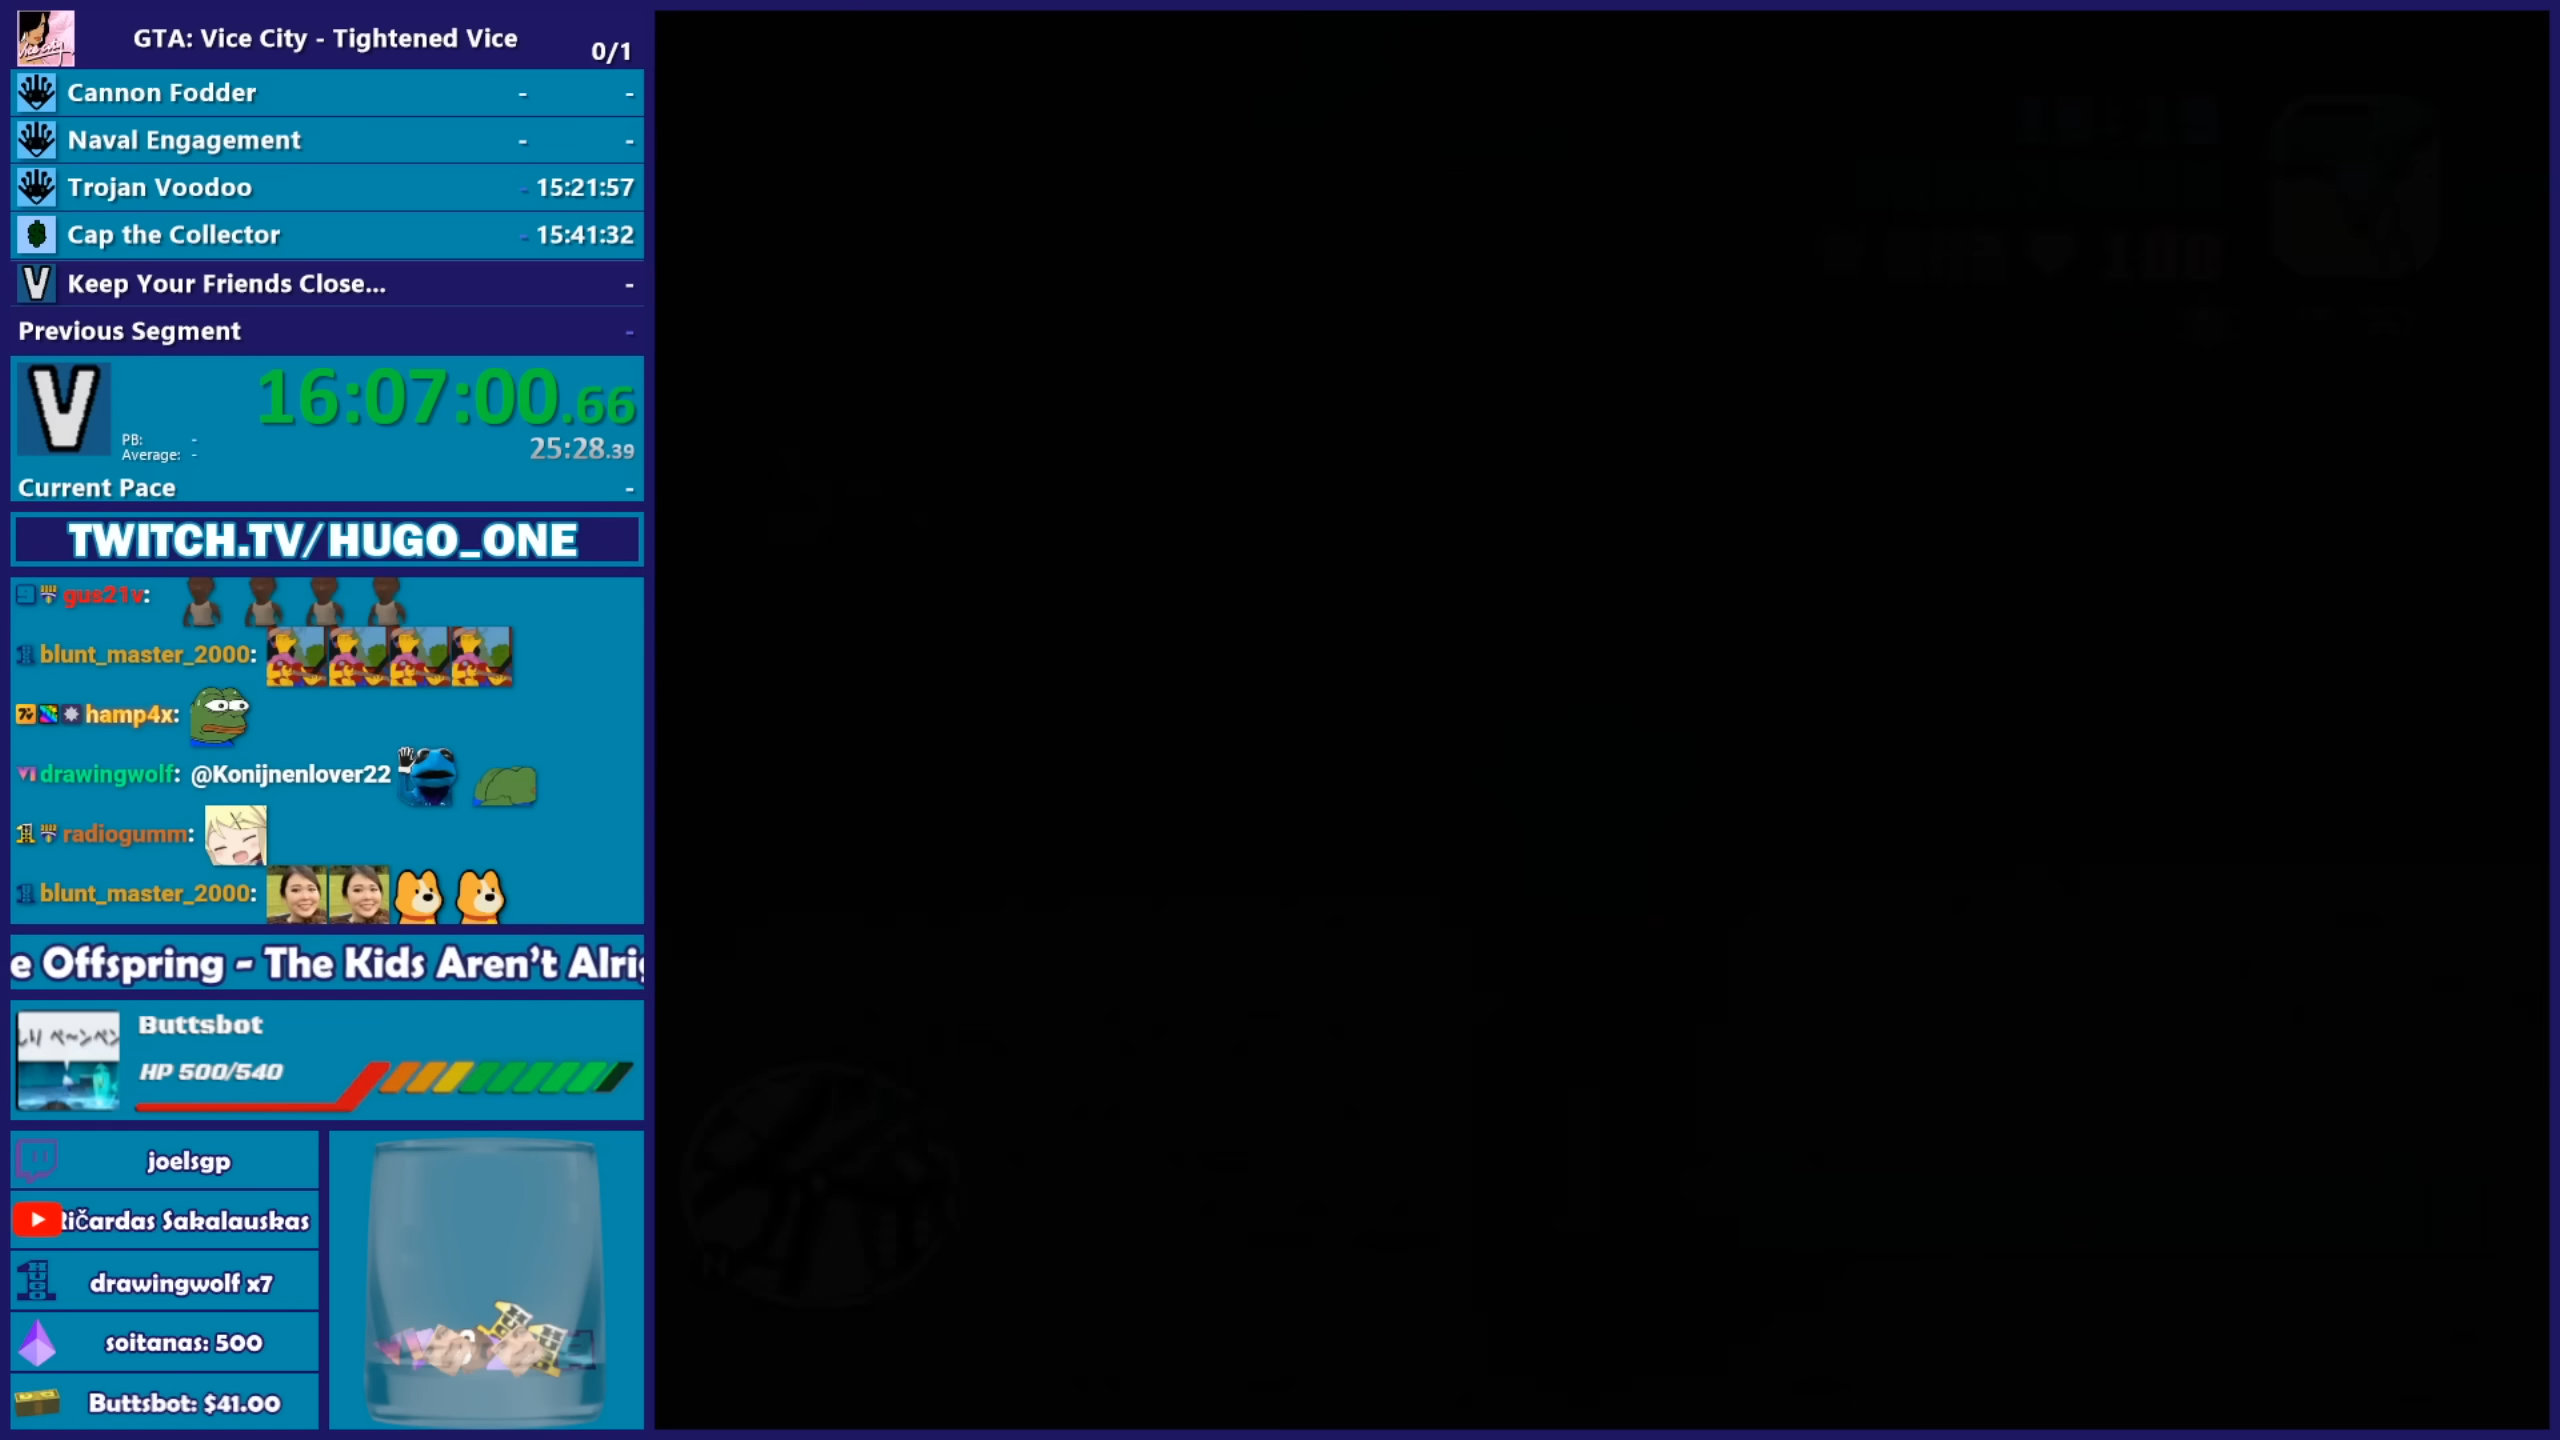 GTA: Vice City - Tightened Vice
0/1
Cannon Fodder - -
Naval Engagement - -
Trojan Voodoo - 15:21:57
Cap the Collector - 15:41:32
V Keep Your Friends Close... -
Previous Segment -
V 16:07:00.66
PB: -
25:28.39
Average: -
Current Pace -
TWITCH.TV/HUGO_ONE
gus21v:
blunt_master_2000:
hamp4x:
drawingwolf: @Konijnenlover22
radiogumm:
blunt_master_2000:
e Offspring - The Kids Aren't Alri
Buttsbot
HP 500/540
joelsgp
ičardas Sakalauskas
drawingwolf x7
soitanas: 500
Buttsbot: $41.00